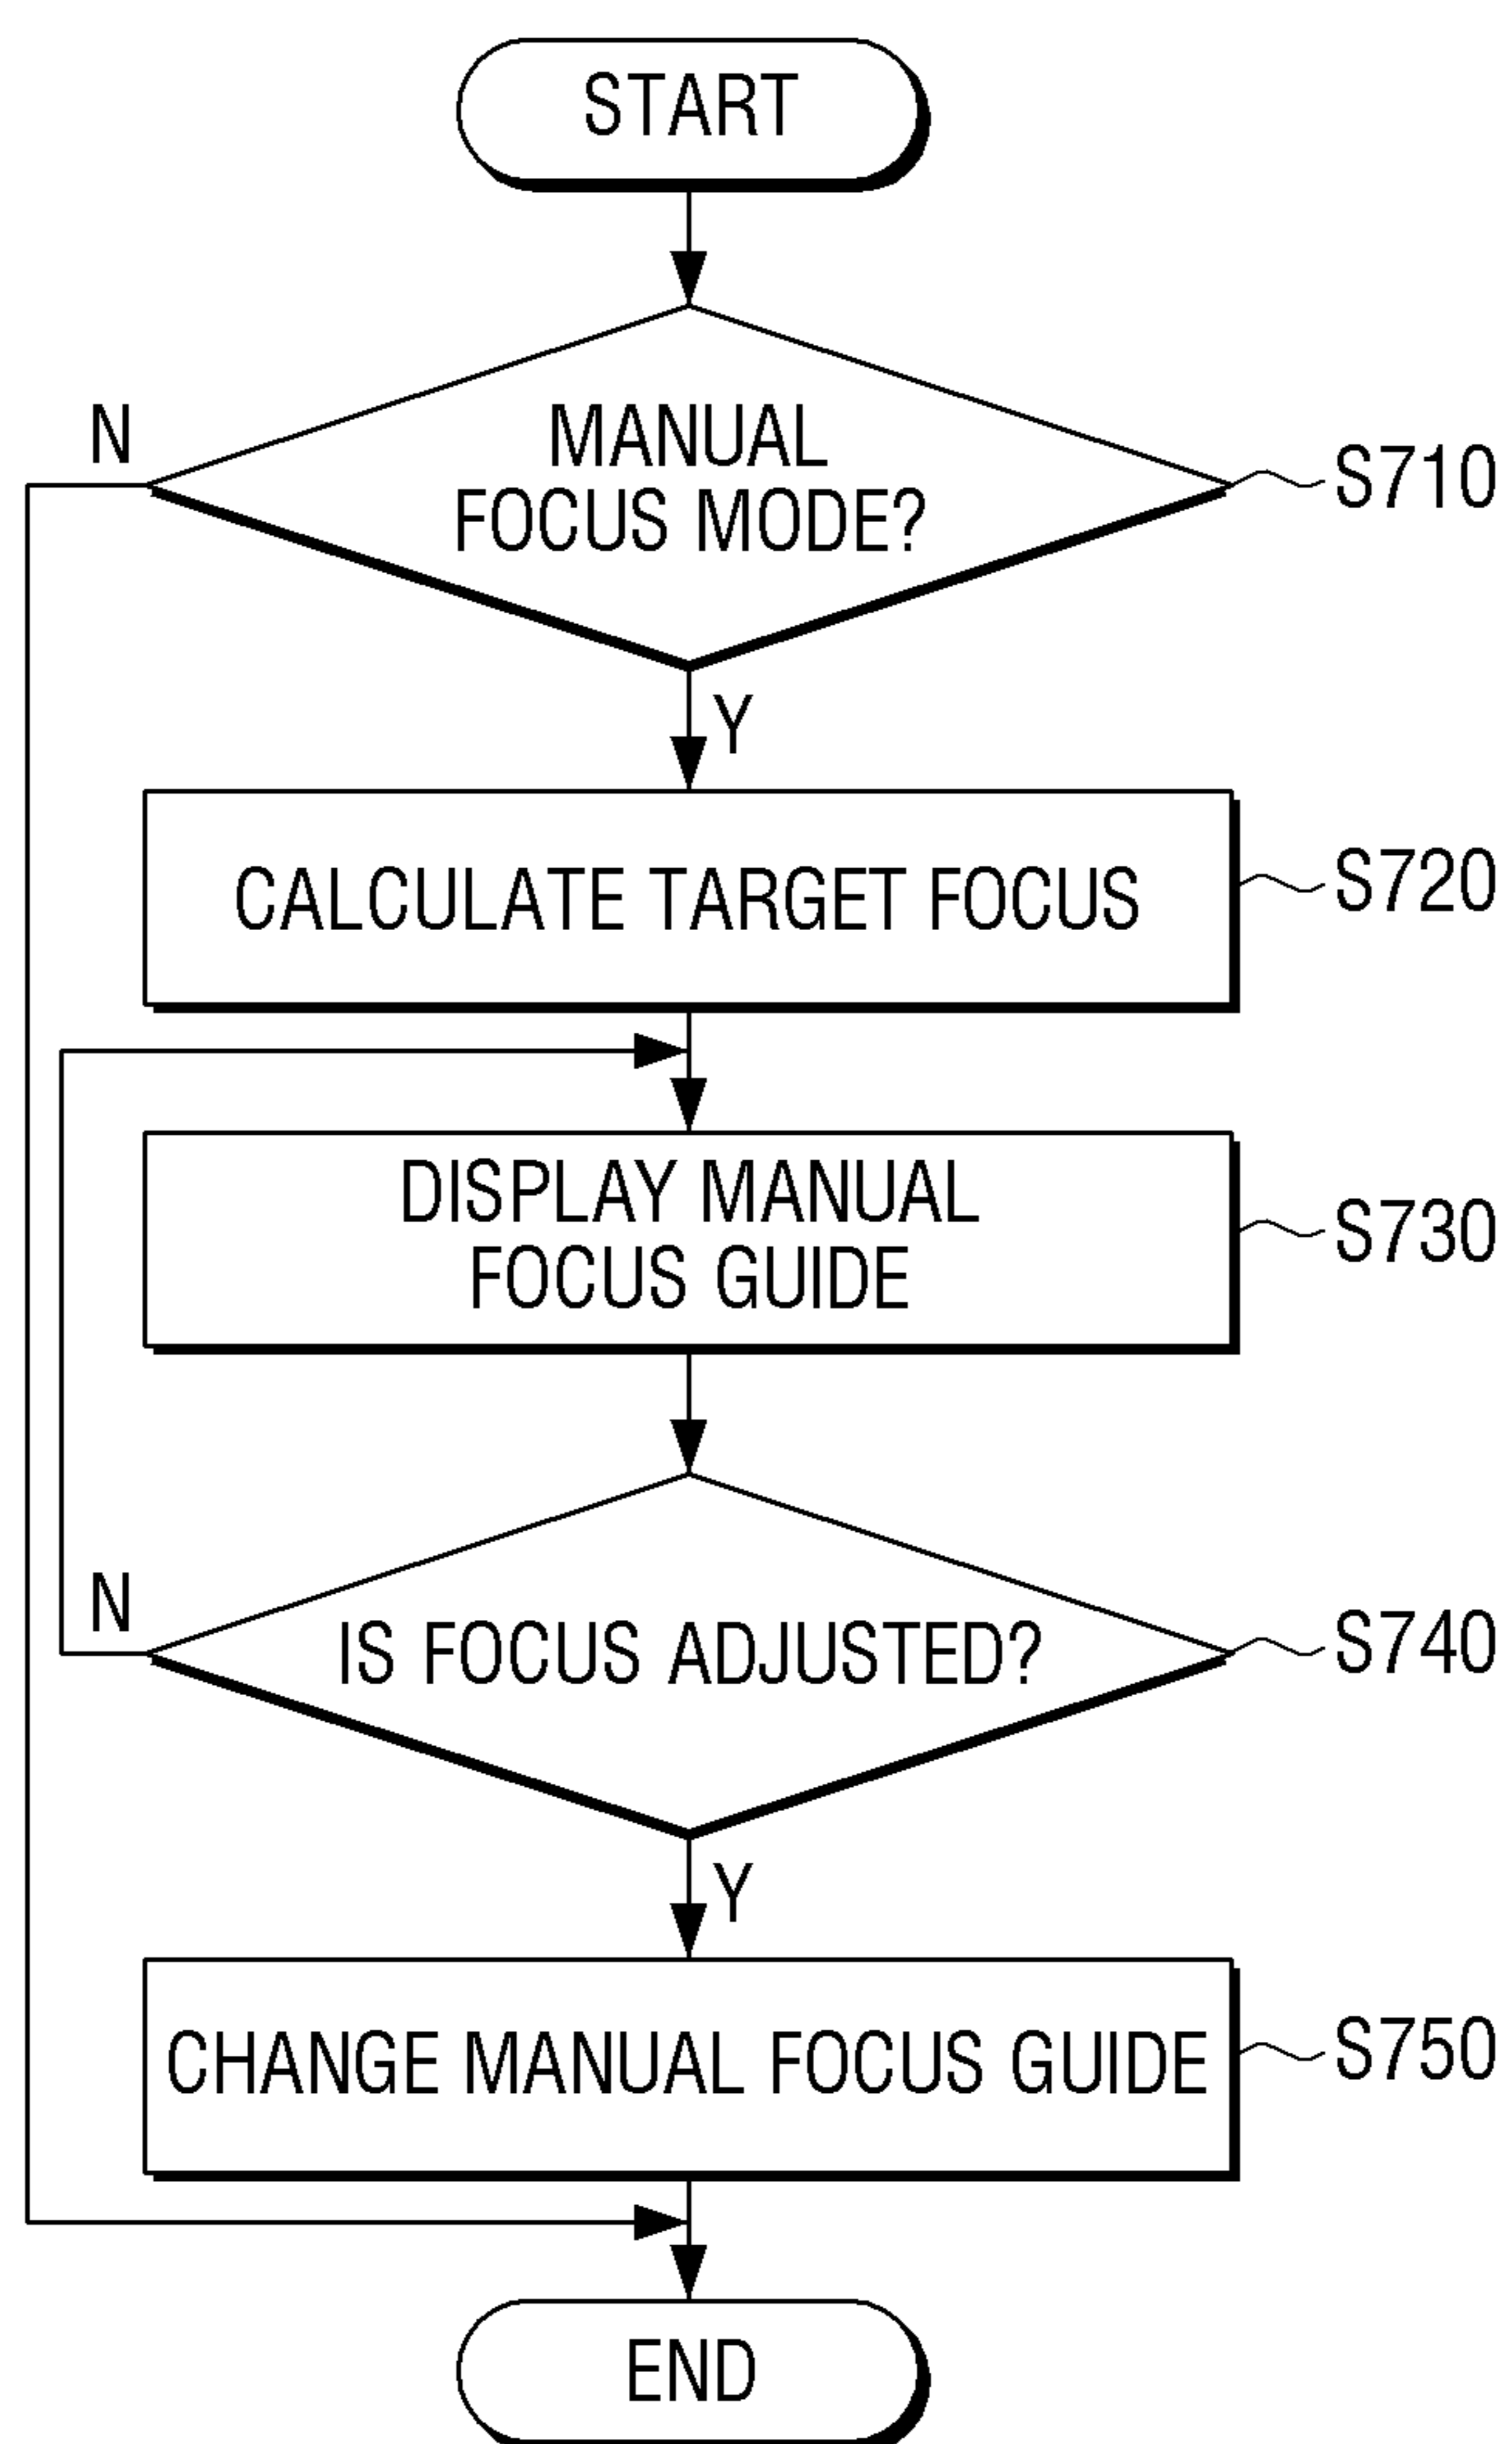 START
N
MANUAL
FOCUS MODE?
S710
Y
CALCULATE TARGET FOCUS
S720
DISPLAY MANUAL
FOCUS GUIDE
S730
N
IS FOCUS ADJUSTED?
S740
Y
CHANGE MANUAL FOCUS GUIDE
S750
END